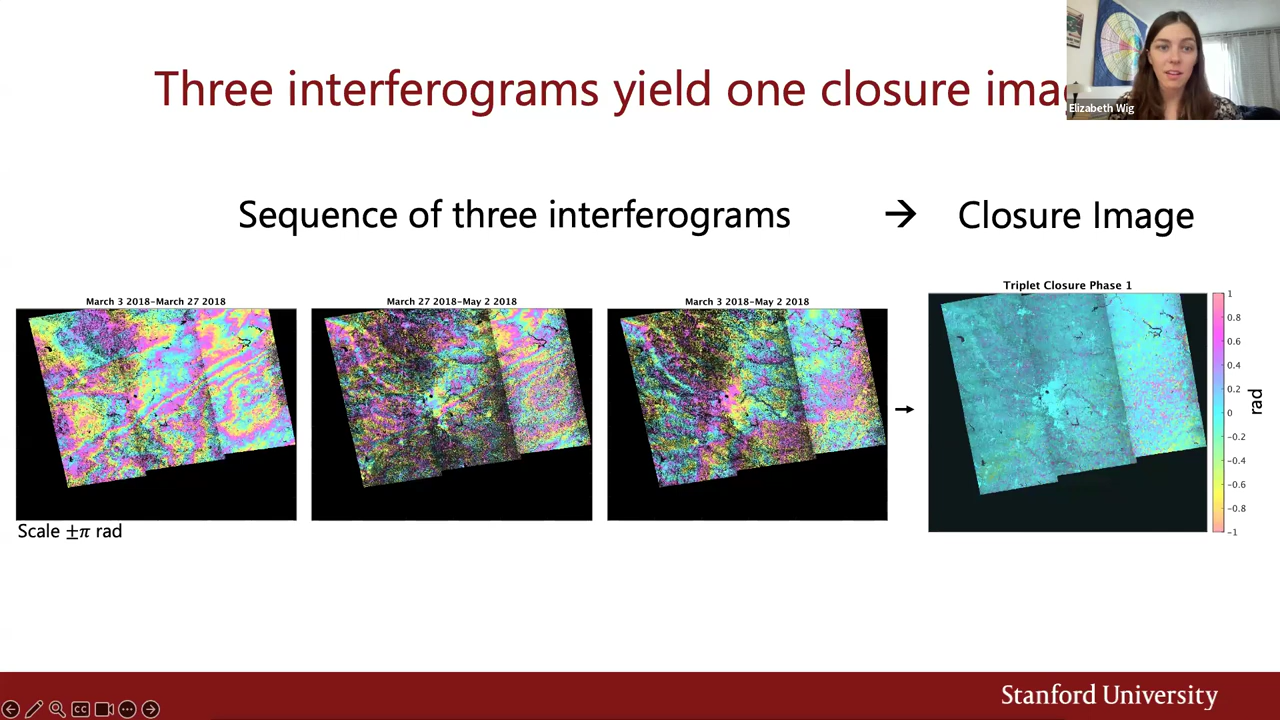 Three interferograms yield one closure ima
Elizabeth Wig
Sequence of three interferograms → Closure Image
March 3 2018-March 27 2018
March 27 2018-May 2 2018
March 3 2018-May 2 2018
Triplet Closure Phase 1
1
0.8
0.6
0.4
0.2
0
-0.2
-0.4
-0.6
-0.8
-1
rad
Scale ±π rad
CC
Stanford University